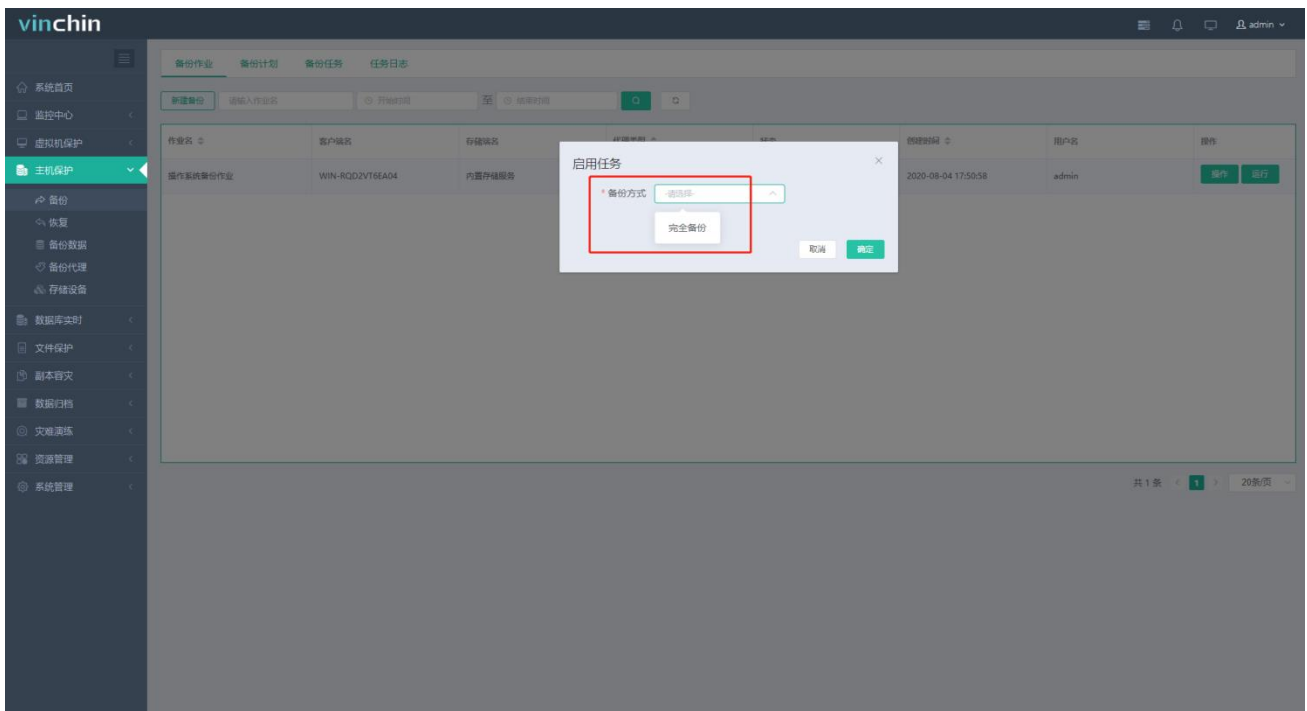 vinchin
admin
备份作业 备份计划 备份任务 任务日志
系统首页
新建备份 请输入作业名 开始时间 至 结束时间
监控中心
虚拟机保护
作业名 客户端名 存储端名 代理类型 状态 创建时间 用户名 操作
启用任务
主机保护
操作系统备份作业 WIN-RQD2VT66A04 内置存储服务 2020-08-04 17:50:58 admin 操作 运行
* 备份方式 -请选择-
备份
完全备份
恢复
备份数据
取消 确定
备份代理
存储设备
数据库实时
文件保护
副本容灾
数据归档
灾难演练
资源管理
系统管理
共 1 条 1 20条/页